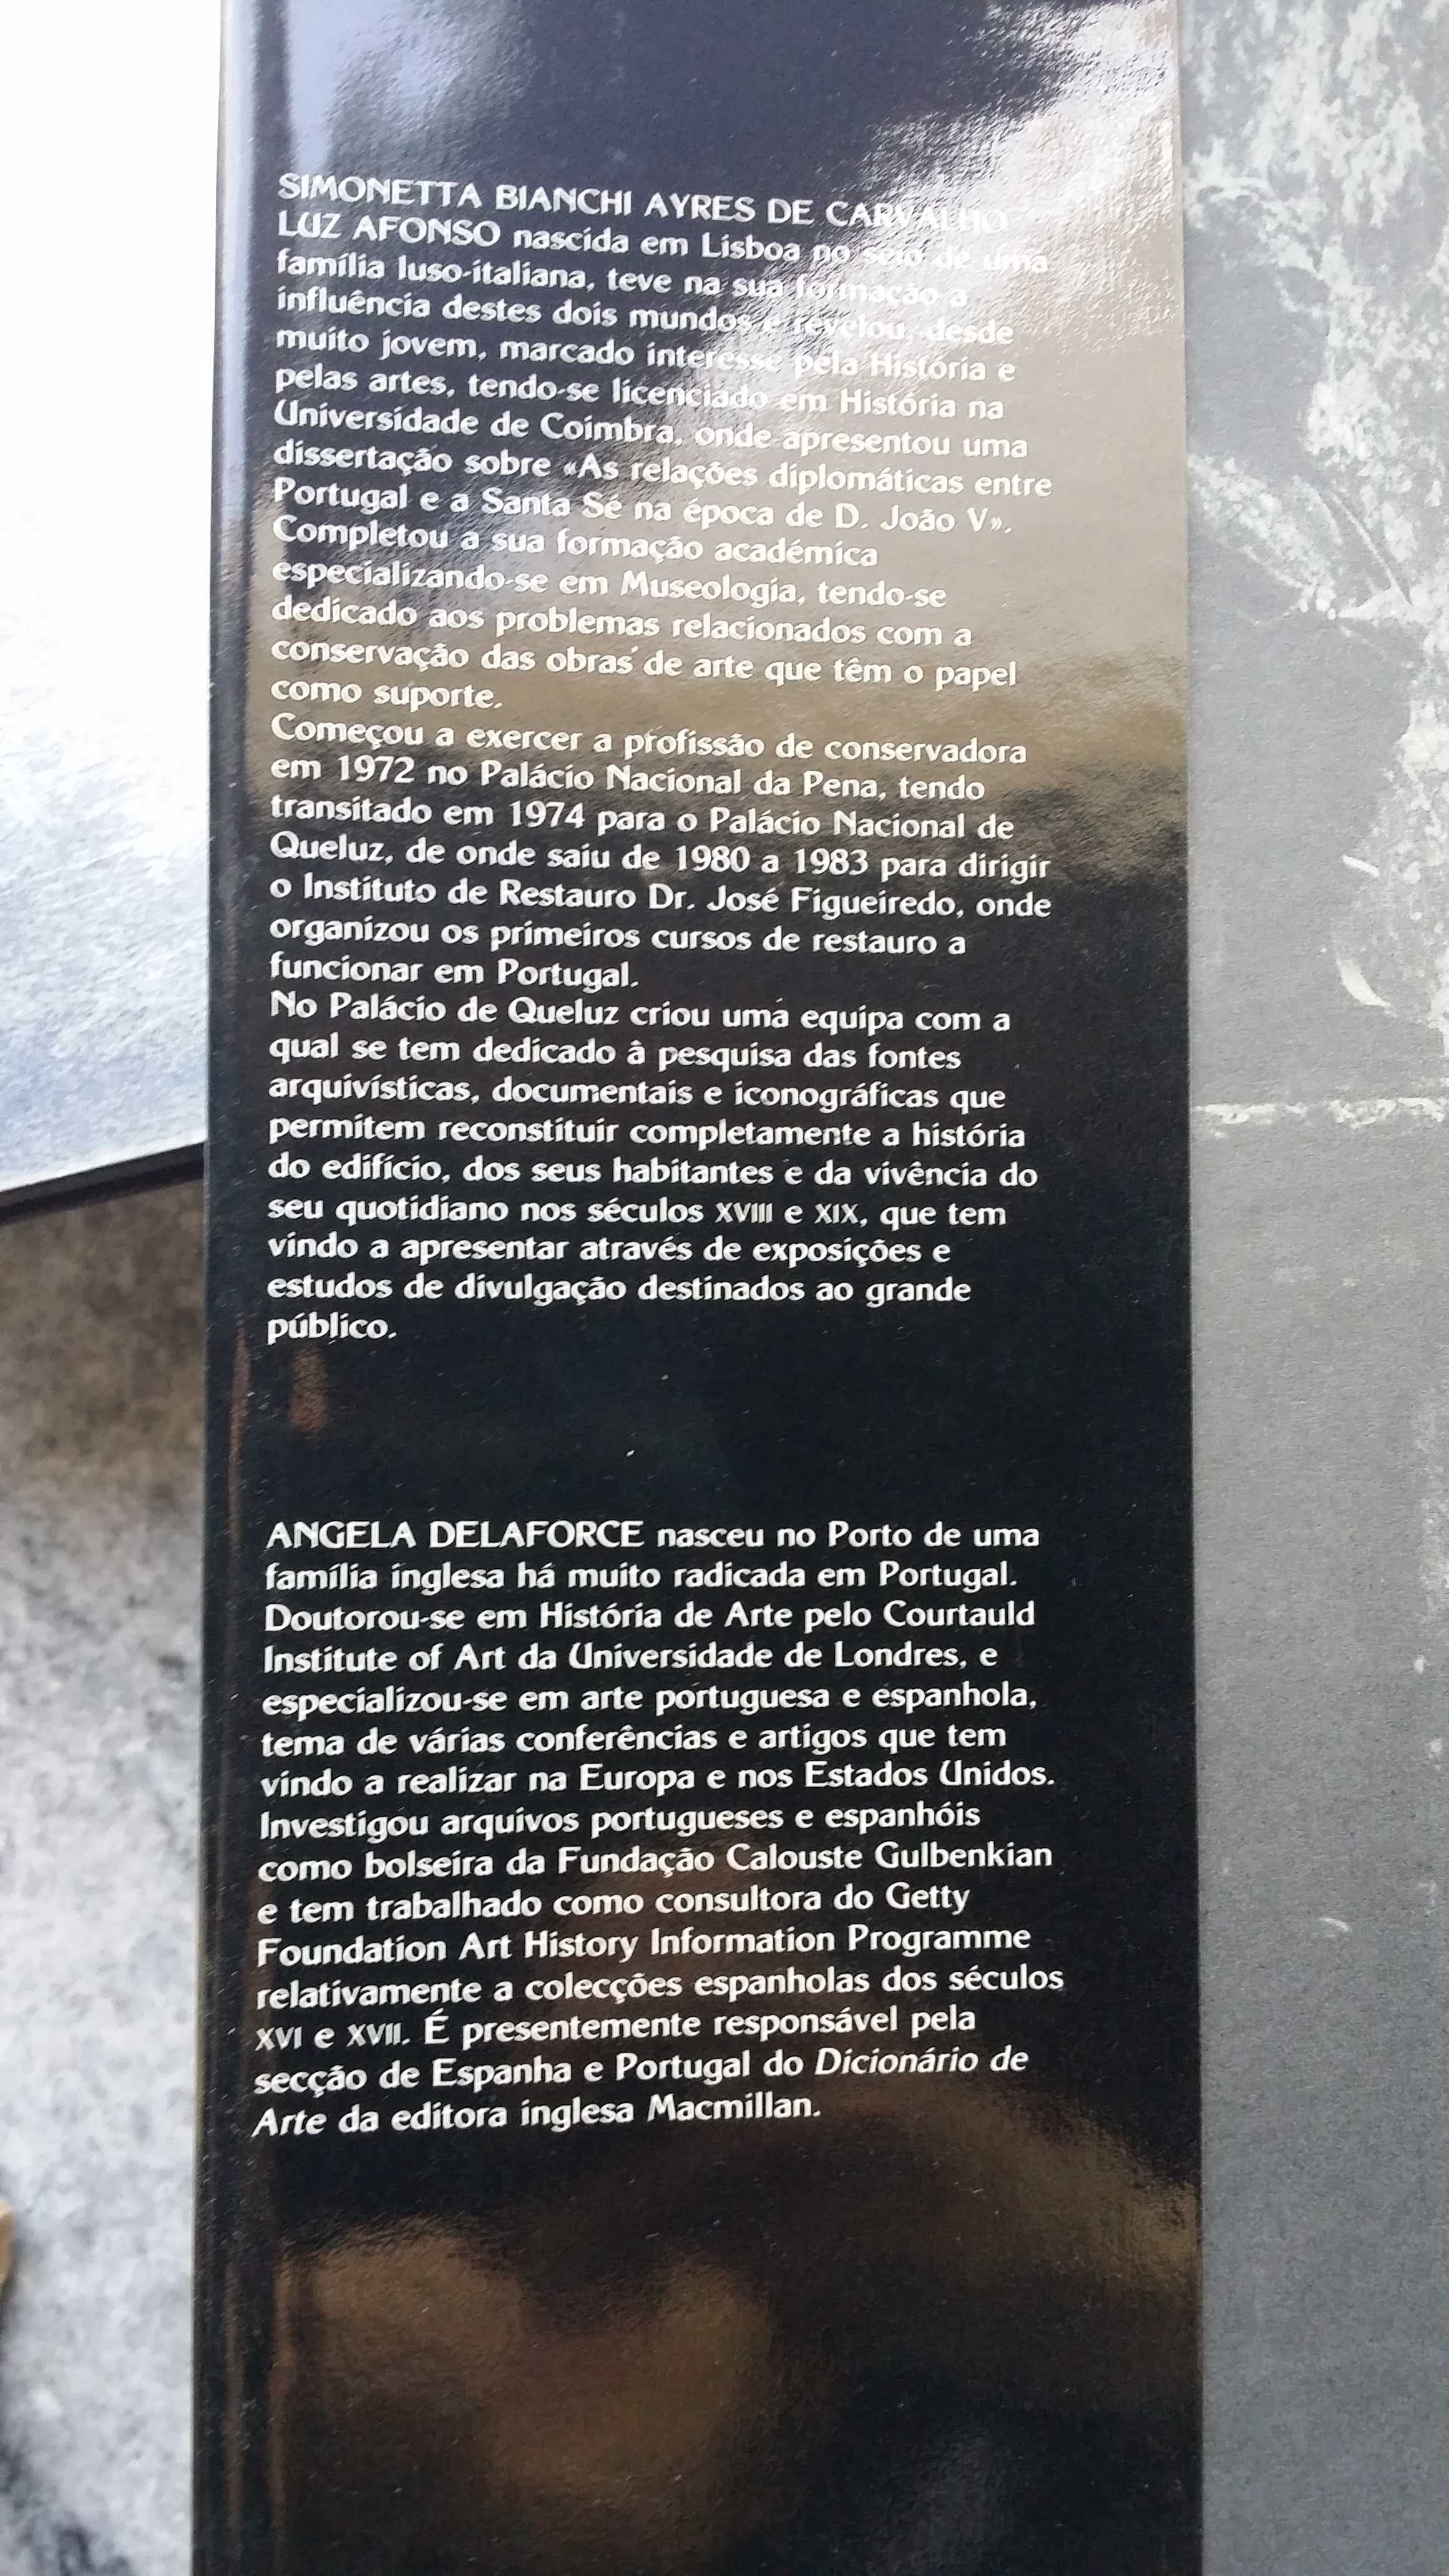 SIMONETTA BIANCHI AYRES DE CARVALHO
LUZ AFONSO nascida em Lisboa no seio de uma
família luso-italiana, teve na sua formação a
influência destes dois mundos e revelou, desde
muito jovem, marcado interesse pela História e
pelas artes, tendo-se licenciado em História na
Universidade de Coimbra, onde apresentou uma
dissertação sobre «As relações diplomáticas entre
Portugal e a Santa Sé na época de D. João V».
Completou a sua formação académica
especializando-se em Museologia, tendo-se
dedicado aos problemas relacionados com a
conservação das obras de arte que têm o papel
como suporte.
Começou a exercer a profissão de conservadora
em 1972 no Palácio Nacional da Pena, tendo
transitado em 1974 para o Palácio Nacional de
Queluz, de onde saiu de 1980 a 1983 para dirigir
o Instituto de Restauro Dr. José Figueiredo, onde
organizou os primeiros cursos de restauro a
funcionar em Portugal.
No Palácio de Queluz criou uma equipa com a
qual se tem dedicado à pesquisa das fontes
arquivísticas, documentais e iconográficas que
permitem reconstituir completamente a história
do edifício, dos seus habitantes e da vivência do
seu quotidiano nos séculos XVIII e XIX, que tem
vindo a apresentar através de exposições e
estudos de divulgação destinados ao grande
público.
ANGELA DELAFORCE nasceu no Porto de uma
família inglesa há muito radicada em Portugal.
Doutorou-se em História de Arte pelo Courtauld
Institute of Art da Universidade de Londres, e
especializou-se em arte portuguesa e espanhola,
tema de várias conferências e artigos que tem
vindo a realizar na Europa e nos Estados Unidos.
Investigou arquivos portugueses e espanhóis
como bolseira da Fundação Calouste Gulbenkian
e tem trabalhado como consultora do Getty
Foundation Art History Information Programme
relativamente a colecções espanholas dos séculos
XVI e XVII. É presentemente responsável pela
secção de Espanha e Portugal do Dicionário de
Arte da editora inglesa Macmillan.